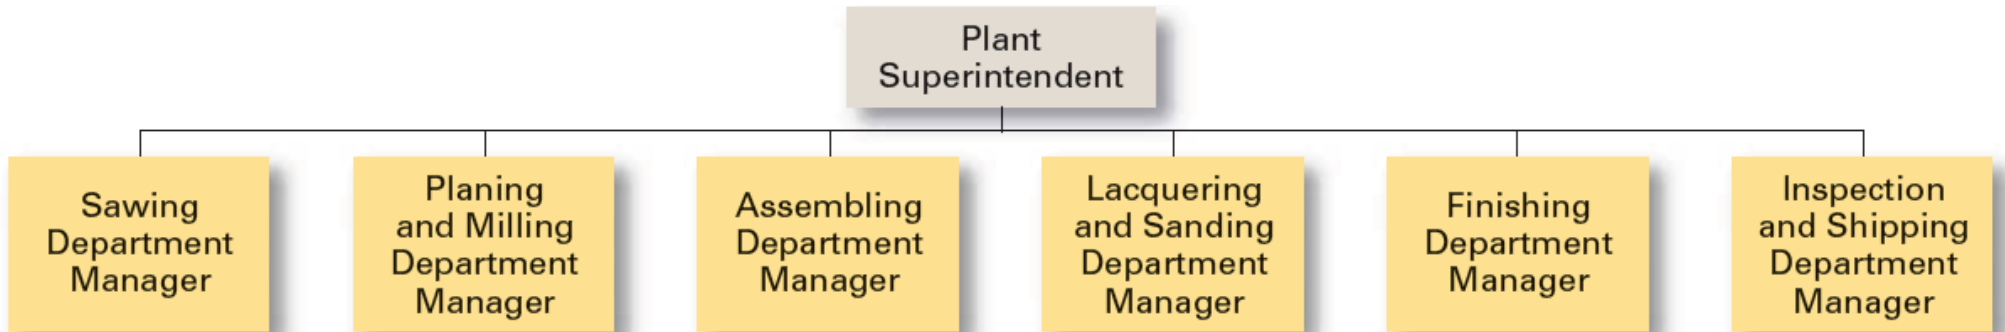 Plant
Superintendent
Sawing
Department
Manager
Planing
and Milling
Department
Manager
Assembling
Department
Manager
Lacquering
and Sanding
Department
Manager
Finishing
Department
Manager
Inspection
and Shipping
Department
Manager